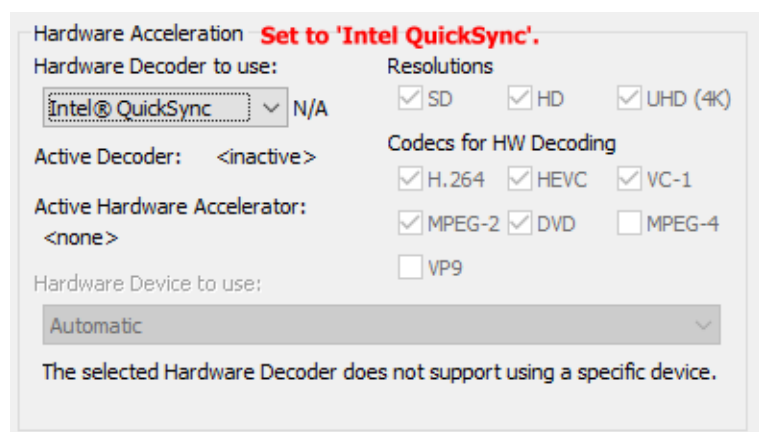 Hardware Acceleration Set to 'Intel QuickSync'.
Hardware Decoder to use:
Intel® QuickSync N/A
Active Decoder: <inactive>
Active Hardware Accelerator:
<none>
Resolutions
SD HD UHD (4K)
Codecs for HW Decoding
H.264 HEVC VC-1
MPEG-2 DVD MPEG-4
VP9
Hardware Device to use:
Automatic
The selected Hardware Decoder does not support using a specific device.